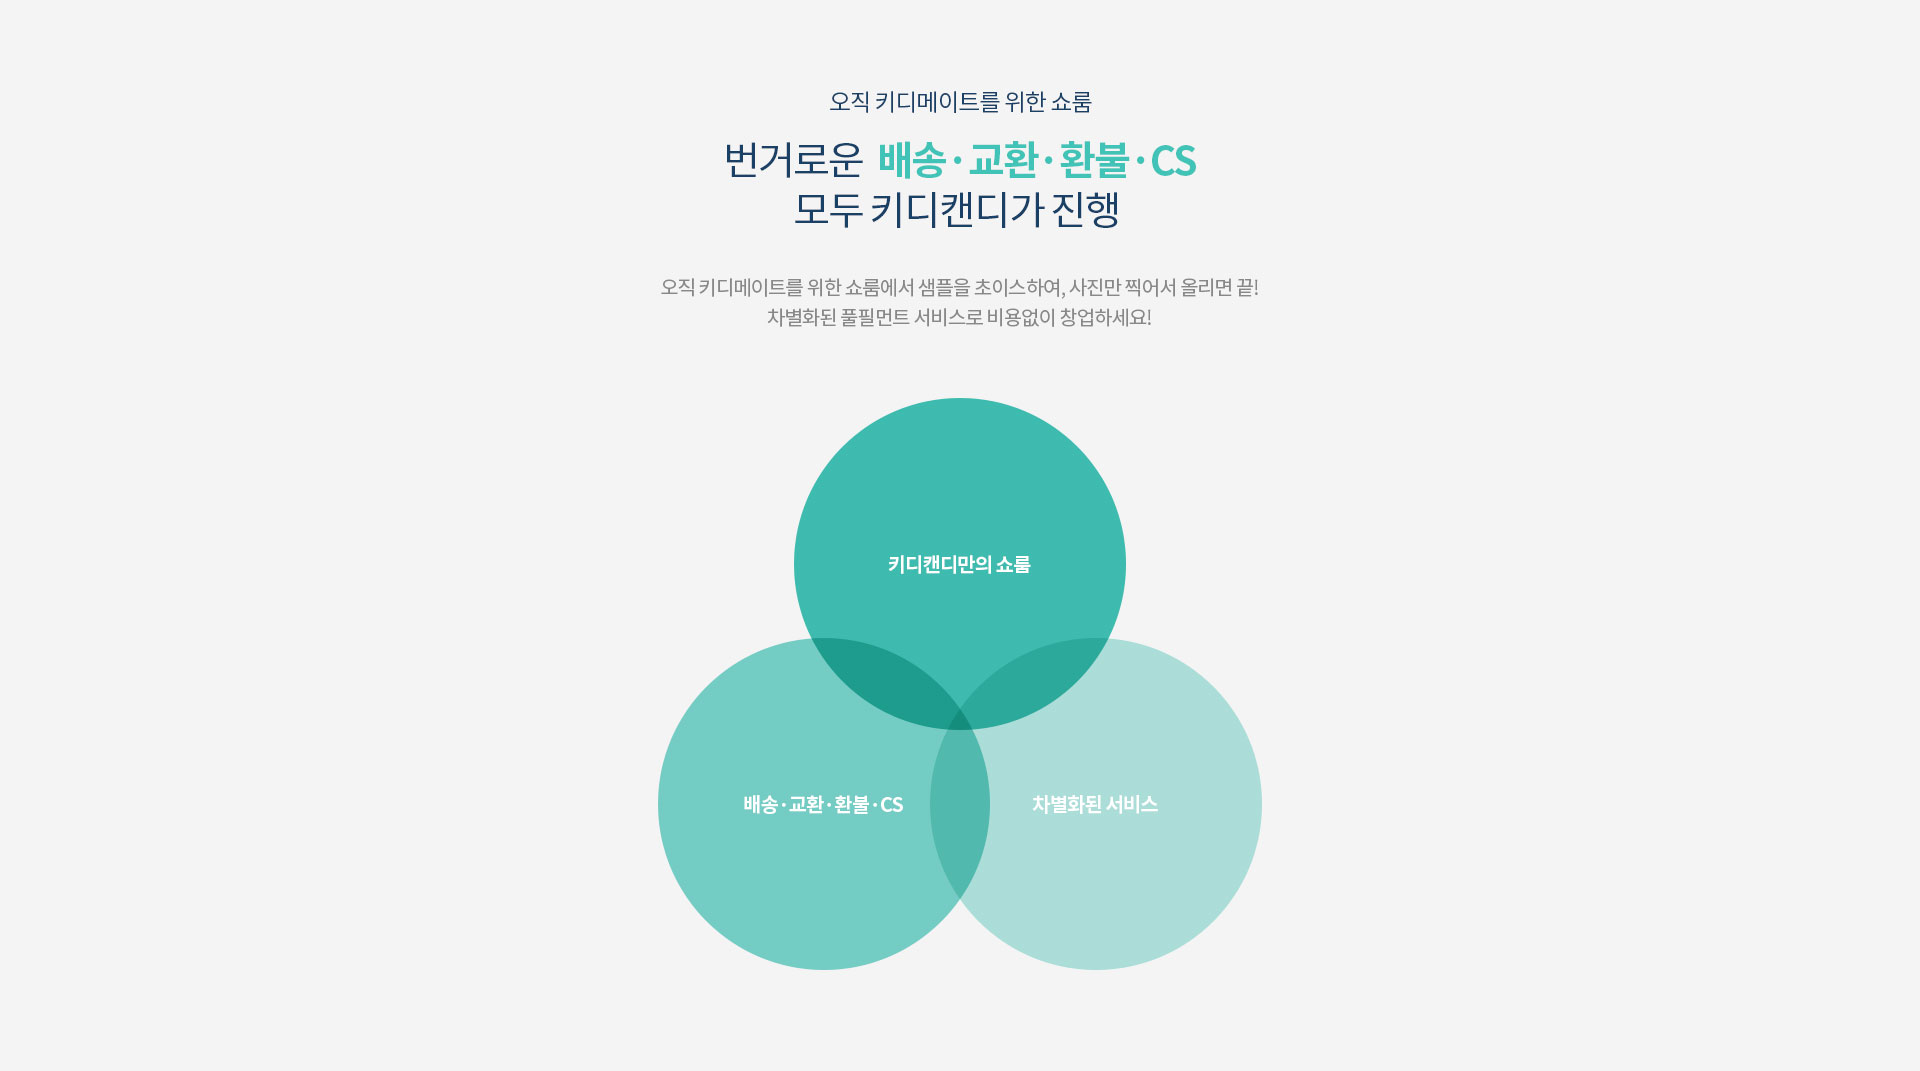 오직 키디메이트를 위한 쇼룸
번거로운 배송·교환·환불·CS
모두 키디캔디가 진행
오직 키디메이트를 위한 쇼룸에서 샘플을 초이스하여, 사진만 찍어서 올리면 끝!
차별화된 풀필먼트 서비스로 비용없이 창업하세요!
키디캔디만의 쇼룸
배송·교환·환불·CS
차별화된 서비스